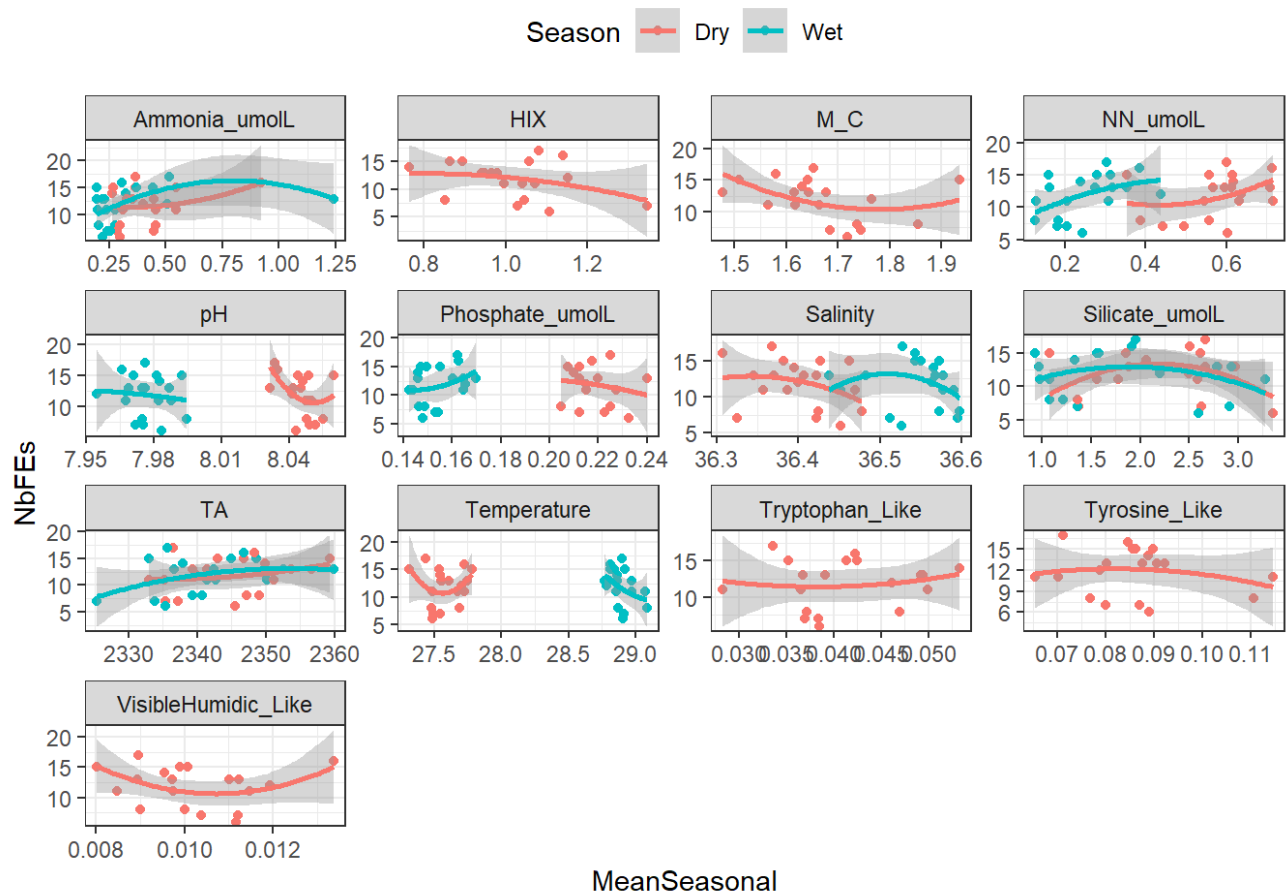 Season Dry Wet
Ammonia_umolL HIX M_C NN_umolL
20 15 10
0.25 0.50 0.75 1.00 1.25
15 10 5
0.8 1.0 1.2
20 15 10
1.5 1.6 1.7 1.8 1.9
20 15 10 5
0.2 0.4 0.6
pH Phosphate_umolL Salinity Silicate_umolL
20 15 10
7.95 7.98 8.01 8.04
20 15 10 5
0.14 0.16 0.18 0.20 0.22 0.24
20 15 10 5
36.3 36.4 36.5 36.6
15 10 5
1.0 1.5 2.0 2.5 3.0
NbFEs
TA Temperature Tryptophan_Like Tyrosine_Like
20 15 10 5
2330 2340 2350 2360
20 15 10 5
27.5 28.0 28.5 29.0
20 15 10
0.030 0.035 0.040 0.045 0.050
15 12 9 6
0.07 0.08 0.09 0.10 0.11
VisibleHumidic_Like
20 15 10
0.008 0.010 0.012
MeanSeasonal